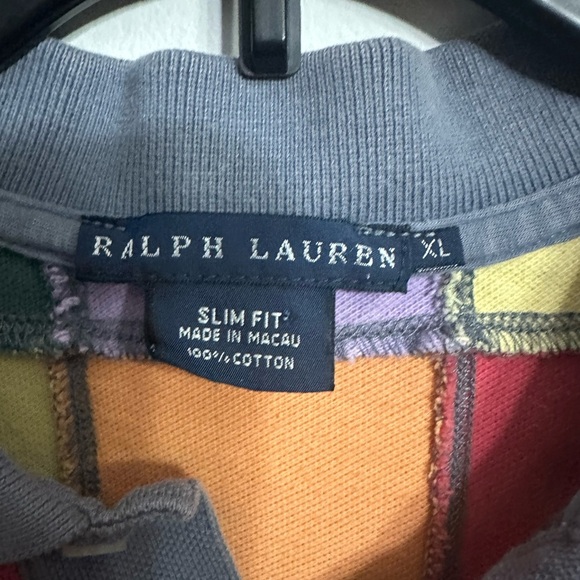 RALPH LAUREN XL
SLIM FIT
MADE IN MACAU
100% COTTON